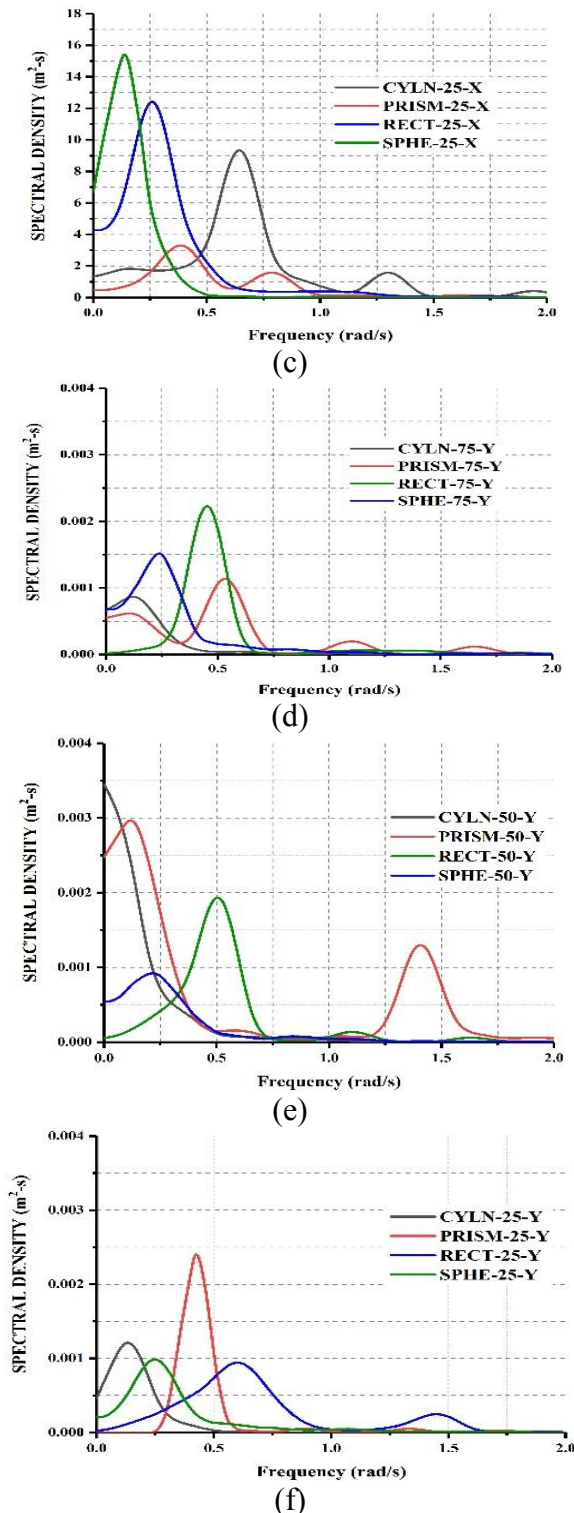 18
16
14
12
10
8
6
4
2
0
SPECTRAL DENSITY (m²-s)
CYLN-25-X
PRISM-25-X
RECT-25-X
SPHE-25-X
0.0 0.5 1.0 1.5 2.0
Frequency (rad/s)
(c)
0.004
0.003
0.002
0.001
0.000
SPECTRAL DENSITY (m²-s)
CYLN-75-Y
PRISM-75-Y
RECT-75-Y
SPHE-75-Y
0.0 0.5 1.0 1.5 2.0
Frequency (rad/s)
(d)
0.004
0.003
0.002
0.001
0.000
SPECTRAL DENSITY (m²-s)
CYLN-50-Y
PRISM-50-Y
RECT-50-Y
SPHE-50-Y
0.0 0.5 1.0 1.5 2.0
Frequency (rad/s)
(e)
0.004
0.003
0.002
0.001
0.000
SPECTRAL DENSITY (m²-s)
CYLN-25-Y
PRISM-25-Y
RECT-25-Y
SPHE-25-Y
0.0 0.5 1.0 1.5 2.0
Frequency (rad/s)
(f)